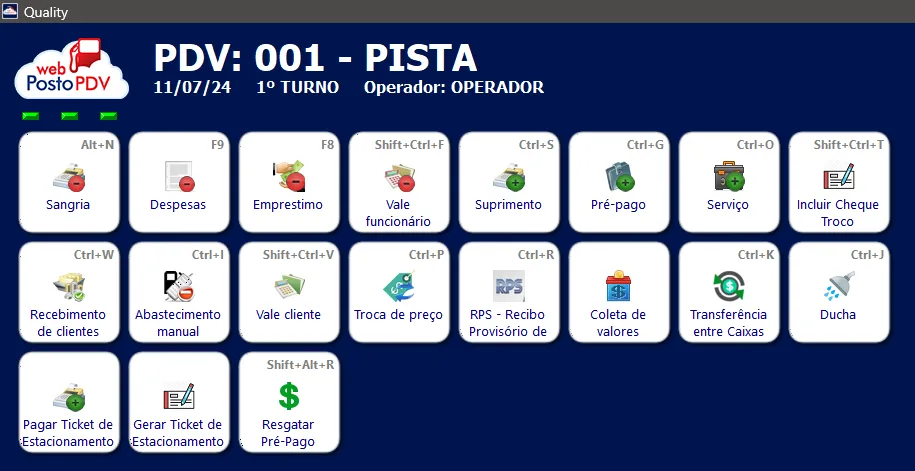 Quality
web
PostoPDV
PDV: 001 - PISTA
11/07/24 1º TURNO Operador: OPERADOR
Alt+N
Sangria
F9
Despesas
F8
Emprestimo
Shift+Ctrl+F
Vale
funcionário
Ctrl+S
Suprimento
Ctrl+G
Pré-pago
Ctrl+O
Serviço
Shift+Ctrl+T
Incluir Cheque
Troco
Ctrl+W
Recebimento
de clientes
Ctrl+I
Abastecimento
manual
Shift+Ctrl+V
Vale cliente
Ctrl+P
Troca de preço
Ctrl+R
RPS
RPS - Recibo
Provisório de
Coleta de
valores
Ctrl+K
Transferência
entre Caixas
Ctrl+J
Ducha
Pagar Ticket de
Estacionamento
Gerar Ticket de
Estacionamento
Shift+Alt+R
$
Resgatar
Pré-Pago